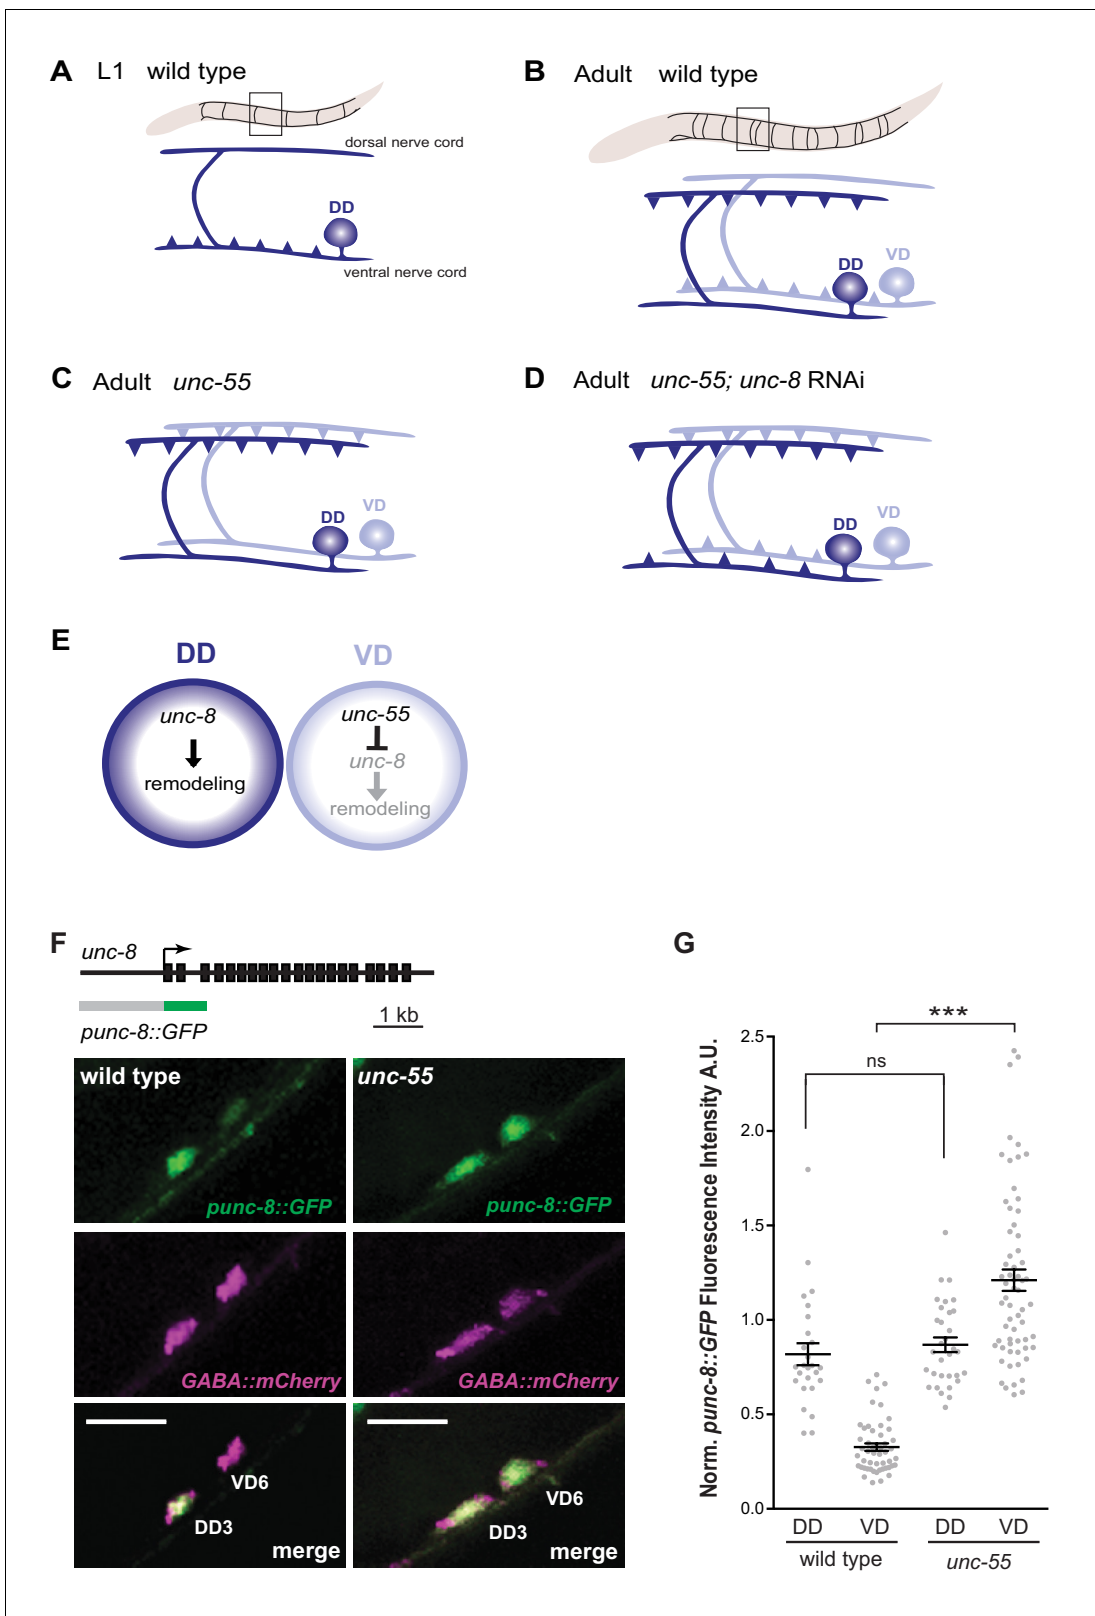 A L1 wild type
dorsal nerve cord
DD
ventral nerve cord
B Adult wild type
DD
VD
C Adult unc-55
DD
VD
D Adult unc-55; unc-8 RNAi
DD
VD
E
DD
unc-8
remodeling
VD
unc-55
unc-8
remodeling
F
unc-8
punc-8::GFP
1 kb
wild type
punc-8::GFP
unc-55
punc-8::GFP
GABA::mCherry
GABA::mCherry
VD6
DD3
merge
VD6
DD3
merge
G
Norm. punc-8::GFP Fluorescence Intensity A.U.
***
ns
2.5
2.0
1.5
1.0
0.5
0.0
DD VD DD VD
wild type unc-55